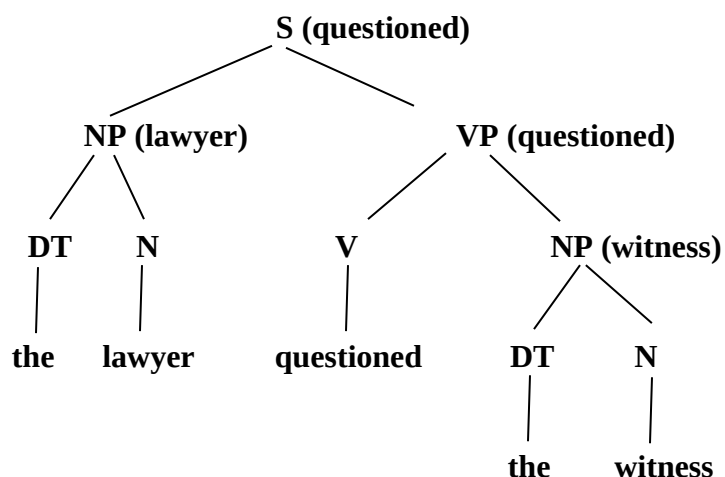 S (questioned)
NP (lawyer) VP (questioned)
DT N V NP (witness)
the lawyer questioned DT N
the witness